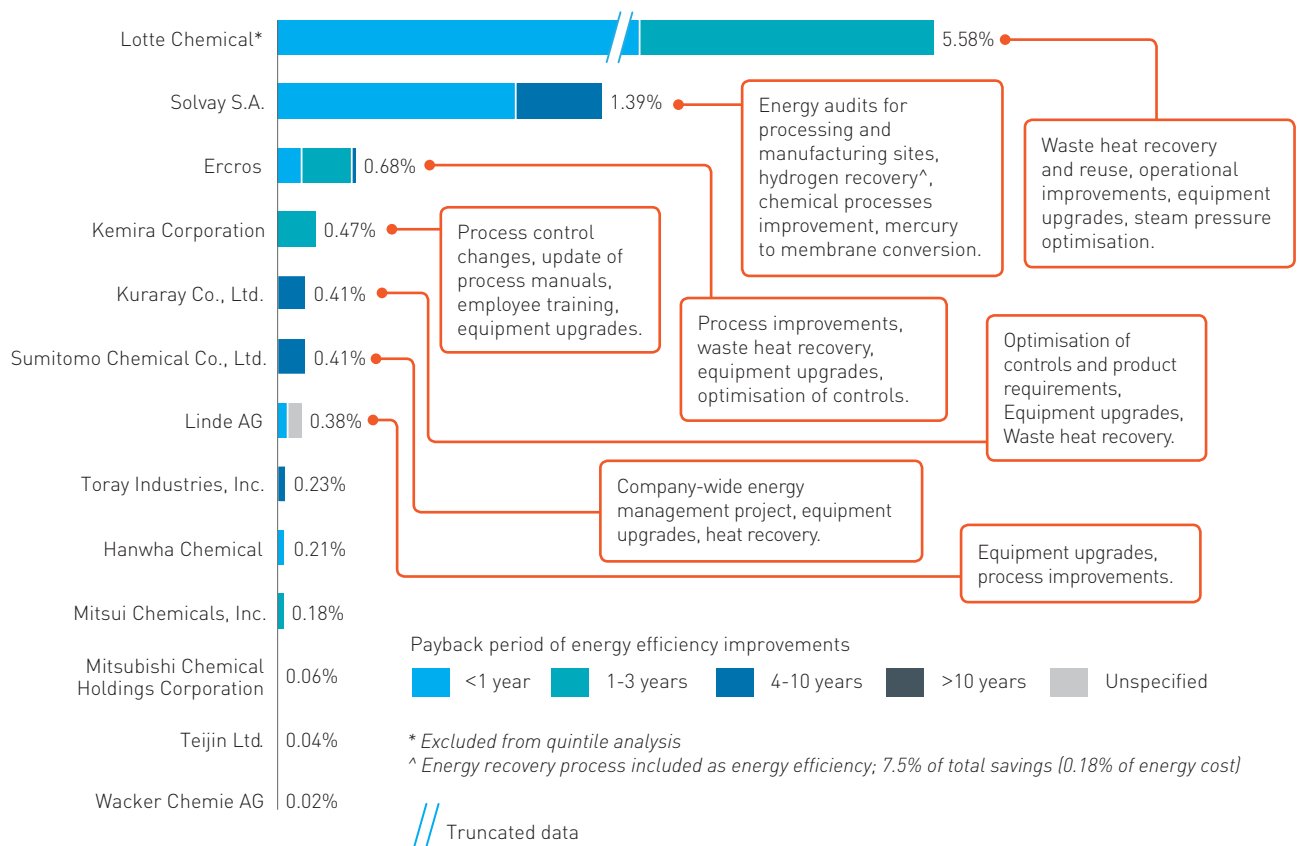 Lotte Chemical*
5.58%
Solvay S.A.
1.39%
Ercros
0.68%
Kemira Corporation
0.47%
Kuraray Co., Ltd.
0.41%
Sumitomo Chemical Co., Ltd.
0.41%
Linde AG
0.38%
Toray Industries, Inc.
0.23%
Hanwha Chemical
0.21%
Mitsui Chemicals, Inc.
0.18%
Mitsubishi Chemical
Holdings Corporation
0.06%
Teijin Ltd.
0.04%
Wacker Chemie AG
0.02%
Waste heat recovery
and reuse, operational
improvements, equipment
upgrades, steam pressure
optimisation.
Energy audits for
processing and
manufacturing sites,
hydrogen recovery^,
chemical processes
improvement, mercury
to membrane conversion.
Process control
changes, update of
process manuals,
employee training,
equipment upgrades.
Process improvements,
waste heat recovery,
equipment upgrades,
optimisation of controls.
Optimisation of
controls and product
requirements,
Equipment upgrades,
Waste heat recovery.
Company-wide energy
management project, equipment
upgrades, heat recovery.
Equipment upgrades,
process improvements.
Payback period of energy efficiency improvements
<1 year
1-3 years
4-10 years
>10 years
Unspecified
* Excluded from quintile analysis
^ Energy recovery process included as energy efficiency; 7.5% of total savings (0.18% of energy cost)
Truncated data